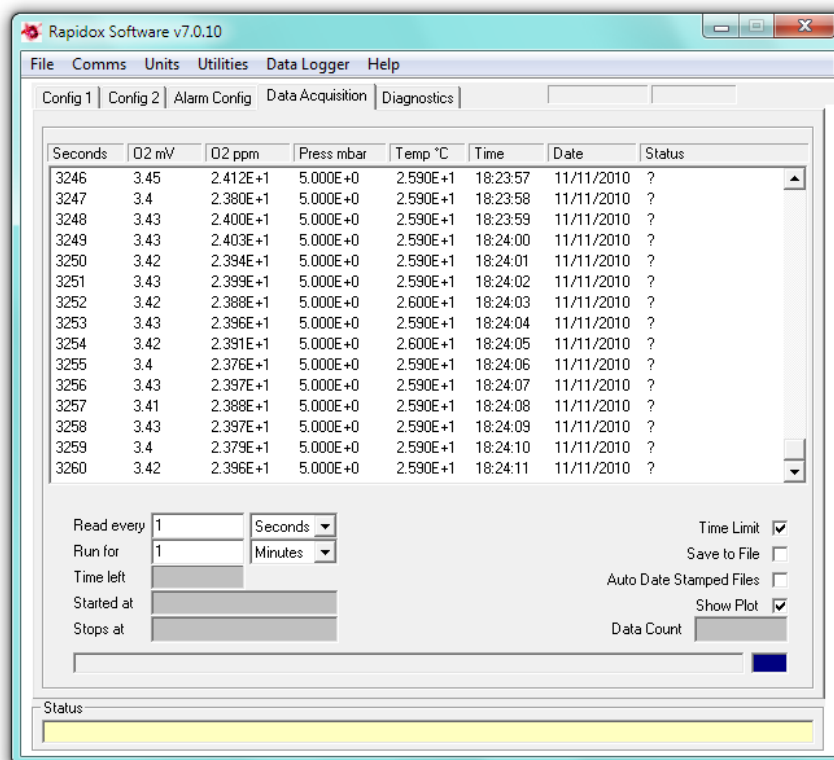 Rapidox Software v7.0.10
File Comms Units Utilities Data Logger Help
Config 1 Config 2 Alarm Config Data Acquisition Diagnostics
Seconds O2 mV O2 ppm Press mbar Temp °C Time Date Status
3246 3.45 2.412E+1 5.000E+0 2.590E+1 18:23:57 11/11/2010 ?
3247 3.4 2.380E+1 5.000E+0 2.590E+1 18:23:58 11/11/2010 ?
3248 3.43 2.400E+1 5.000E+0 2.590E+1 18:23:59 11/11/2010 ?
3249 3.43 2.403E+1 5.000E+0 2.590E+1 18:24:00 11/11/2010 ?
3250 3.42 2.394E+1 5.000E+0 2.590E+1 18:24:01 11/11/2010 ?
3251 3.43 2.399E+1 5.000E+0 2.590E+1 18:24:02 11/11/2010 ?
3252 3.42 2.388E+1 5.000E+0 2.600E+1 18:24:03 11/11/2010 ?
3253 3.43 2.396E+1 5.000E+0 2.590E+1 18:24:04 11/11/2010 ?
3254 3.42 2.391E+1 5.000E+0 2.600E+1 18:24:05 11/11/2010 ?
3255 3.4 2.376E+1 5.000E+0 2.590E+1 18:24:06 11/11/2010 ?
3256 3.43 2.397E+1 5.000E+0 2.590E+1 18:24:07 11/11/2010 ?
3257 3.41 2.388E+1 5.000E+0 2.590E+1 18:24:08 11/11/2010 ?
3258 3.43 2.397E+1 5.000E+0 2.590E+1 18:24:09 11/11/2010 ?
3259 3.4 2.379E+1 5.000E+0 2.590E+1 18:24:10 11/11/2010 ?
3260 3.42 2.396E+1 5.000E+0 2.590E+1 18:24:11 11/11/2010 ?
Read every 1 Seconds Time Limit
Run for 1 Minutes Save to File
Time left Auto Date Stamped Files
Started at Show Plot
Stops at Data Count
Status